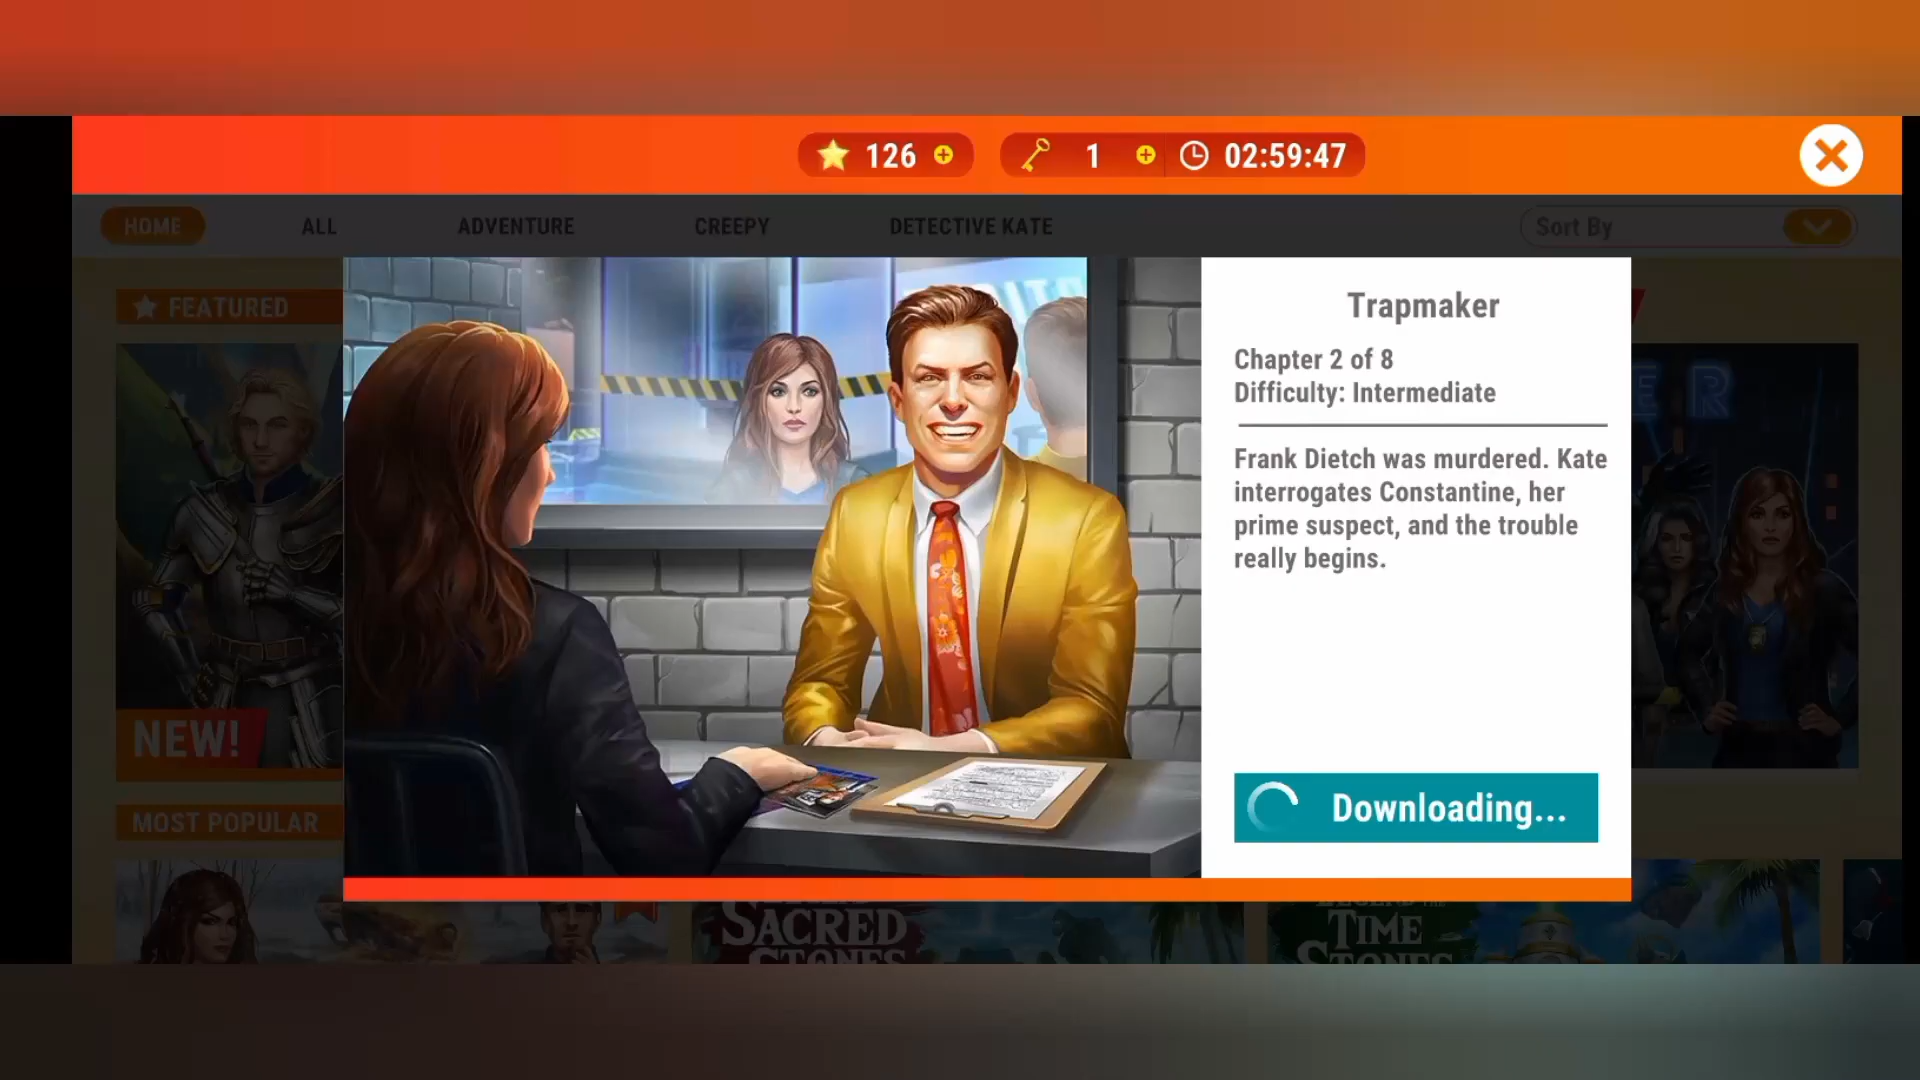 126
1
02:59:47
HOME
ALL
ADVENTURE
CREEPY
DETECTIVE KATE
Sort By
FEATURED
NEW!
MOST POPULAR
Trapmaker
Chapter 2 of 8
Difficulty: Intermediate
Frank Dietch was murdered. Kate
interrogates Constantine, her
prime suspect, and the trouble
really begins.
Downloading...
SACRED
STONES
TIME
STONES